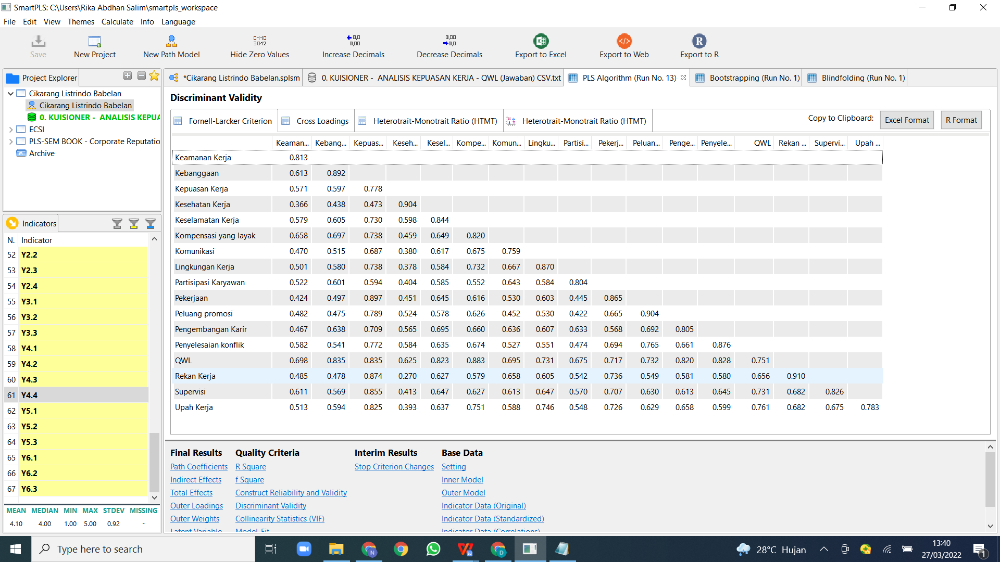 SmartPLS: C:\Users\Rika Abdhan Salim\smartpls_workspace
File Edit View Themes Calculate Info Language
Save New Project New Path Model Hide Zero Values Increase Decimals Decrease Decimals Export to Excel Export to Web Export to R
Project Explorer
Cikarang Listrindo Babelan
Cikarang Listrindo Babelan
0. KUISIONER - ANALISIS KEPUA
ECSI
PLS-SEM BOOK - Corporate Reputatio
Archive
Indicators
N. Indicator
52 Y2.2
53 Y2.3
54 Y2.4
55 Y3.1
56 Y3.2
57 Y3.3
58 Y4.1
59 Y4.2
60 Y4.3
61 Y4.4
62 Y5.1
63 Y5.2
64 Y5.3
65 Y6.1
66 Y6.2
67 Y6.3
MEAN MEDIAN MIN MAX STDEV MISSING
4.10 4.00 1.00 5.00 0.92 -
*Cikarang Listrindo Babelan.splsm 0. KUISIONER - ANALISIS KEPUASAN KERJA - QWL (Jawaban) CSV.txt PLS Algorithm (Run No. 13) Bootstrapping (Run No. 1) Blindfolding (Run No. 1)
Discriminant Validity
Fornell-Larcker Criterion Cross Loadings Heterotrait-Monotrait Ratio (HTMT) Heterotrait-Monotrait Ratio (HTMT) Copy to Clipboard: Excel Format R Format
Keaman... Kebang... Kepuas... Keseh... Kesel... Kompe... Komun... Lingku... Partisi... Pekerj... Peluan... Penge... Penyele... QWL Rekan ... Supervi... Upah ...
Keamanan Kerja 0.813
Kebanggaan 0.613 0.892
Kepuasan Kerja 0.571 0.597 0.778
Kesehatan Kerja 0.366 0.438 0.473 0.904
Keselamatan Kerja 0.579 0.605 0.730 0.598 0.844
Kompensasi yang layak 0.658 0.697 0.738 0.459 0.649 0.820
Komunikasi 0.470 0.515 0.687 0.380 0.617 0.675 0.759
Lingkungan Kerja 0.501 0.580 0.738 0.378 0.584 0.732 0.667 0.870
Partisipasi Karyawan 0.522 0.601 0.594 0.404 0.585 0.552 0.643 0.584 0.804
Pekerjaan 0.424 0.497 0.897 0.451 0.645 0.616 0.530 0.603 0.445 0.865
Peluang promosi 0.482 0.475 0.789 0.524 0.578 0.626 0.452 0.530 0.422 0.665 0.904
Pengembangan Karir 0.467 0.638 0.709 0.565 0.695 0.660 0.636 0.607 0.633 0.568 0.692 0.805
Penyelesaian konflik 0.582 0.541 0.772 0.584 0.635 0.674 0.527 0.551 0.474 0.694 0.765 0.661 0.876
QWL 0.698 0.835 0.835 0.625 0.823 0.883 0.695 0.731 0.675 0.717 0.732 0.820 0.828 0.751
Rekan Kerja 0.485 0.478 0.874 0.270 0.627 0.579 0.658 0.605 0.542 0.736 0.549 0.581 0.580 0.656 0.910
Supervisi 0.611 0.569 0.855 0.413 0.647 0.627 0.613 0.647 0.570 0.707 0.630 0.613 0.645 0.731 0.682 0.826
Upah Kerja 0.513 0.594 0.825 0.393 0.637 0.751 0.588 0.746 0.548 0.726 0.629 0.658 0.599 0.761 0.682 0.675 0.783
Final Results Quality Criteria Interim Results Base Data
Path Coefficients R Square Stop Criterion Changes Setting
Indirect Effects f Square Inner Model
Total Effects Construct Reliability and Validity Outer Model
Outer Loadings Discriminant Validity Indicator Data (Original)
Outer Weights Collinearity Statistics (VIF) Indicator Data (Standardized)
Latent Variable Model_Fit Indicator Data (Correlations)
Type here to search
28°C Hujan
13:40
27/03/2022
1